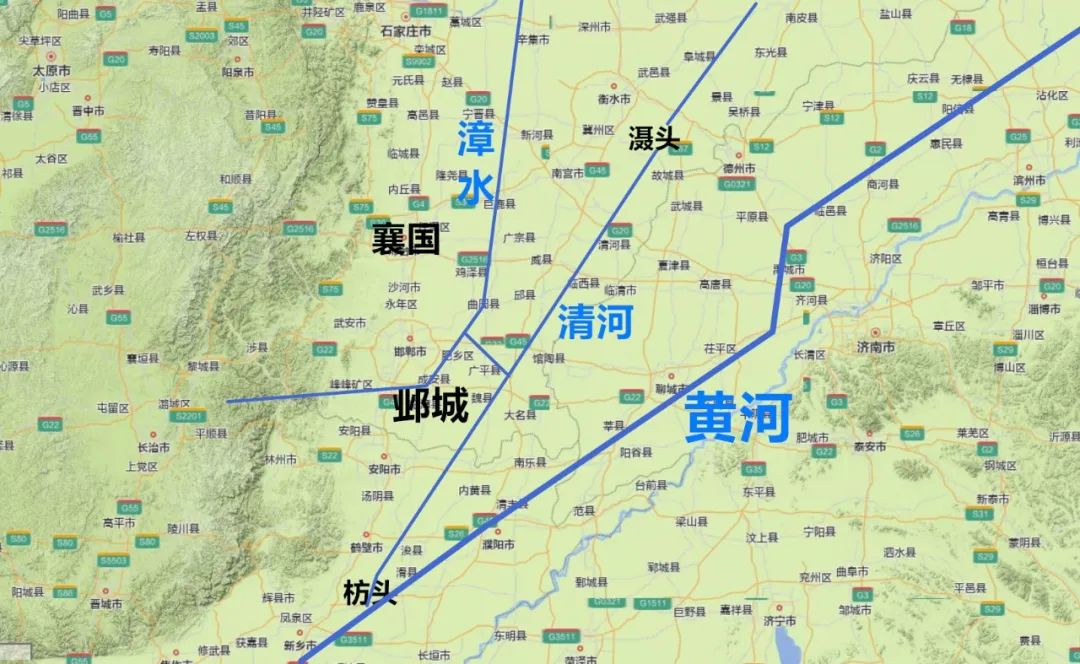 阳曲县
G5
盂县
井陉矿区
鹿泉区
G1811
藁城区
深州市
武强县
南皮县
盐山县
尖草坪区
S2003
S45
郊区
G20
石家庄市
辛集市
G18
寿阳县
G20
栾城区
阜城县
东光县
太原市
阳泉市
S9902
武邑县
小店区
元氏县
赵县
庆云县
无棣县
晋中市
G5
清徐县
昔阳县
赞皇县
G20
衡水市
景县
宁津县
S12
沾化区
S45
S75
高邑县
宁晋县
吴桥县
S12
阳信县
G55
漳水
新河县
冀州区
滠头
G25
太谷区
临城县
S12
G2
惠民县
祁县
和顺县
隆尧县
南宫市
G45
故城县
德州市
G0321
商河县
滨州市
内丘县
S45
S75
G4
巨鹿县
武城县
平原县
临邑县
S29
高青县
博兴县
G2516
G2516
襄国
G20
G2516
榆社县
左权县
广宗县
清河县
G2516
威县
夏津县
G3
济阳区
桓台县
鸡泽县
禹城市
沙河市
临西县
临清市
高唐县
G20
邹平市
G20
武乡县
S75
永年区
曲周县
邱县
齐河县
淄博市
沁县
G55
武安市
清河
章丘区
淄川区
涉县
G22
邯郸市
G45
济南市
襄垣县
黎城县
肥乡区
馆陶县
茌平区
长清区
S29
博山区
沁源县
广平县
峰峰矿区
成安县
聊城市
潞城区
屯留区
S2201
邺城
魏县
G22
黄河
G3
平顺县
大名县
G22
安阳县
莘县
肥城市
G22
S26
莱芜区
沂源县
长治市
林州市
S22
泰安市
G2
上党区
安阳市
南乐县
阳谷县
G35
钢城区
汤阴县
内黄县
台前县
东平县
新泰市
G55
清丰县
范县
S31
高平市
陵川县
S26
梁山县
宁阳县
S80
S80
S80
鹤壁市
濮阳市
汶上县
蒙阴县
S5503
浚县
泗水县
S29
滑县
兖州区
曲阜市
阳城县
S86
枋头
鄄城县
郓城县
平邑县
晋城市
辉县市
G0321
G1511
嘉祥县
G3
邹城市
S29
凤泉区
巨野县
济宁市
获嘉县
新乡市
G3511
东明县
G3511
费县
修武县
长垣市
菏泽市
G55
焦作市